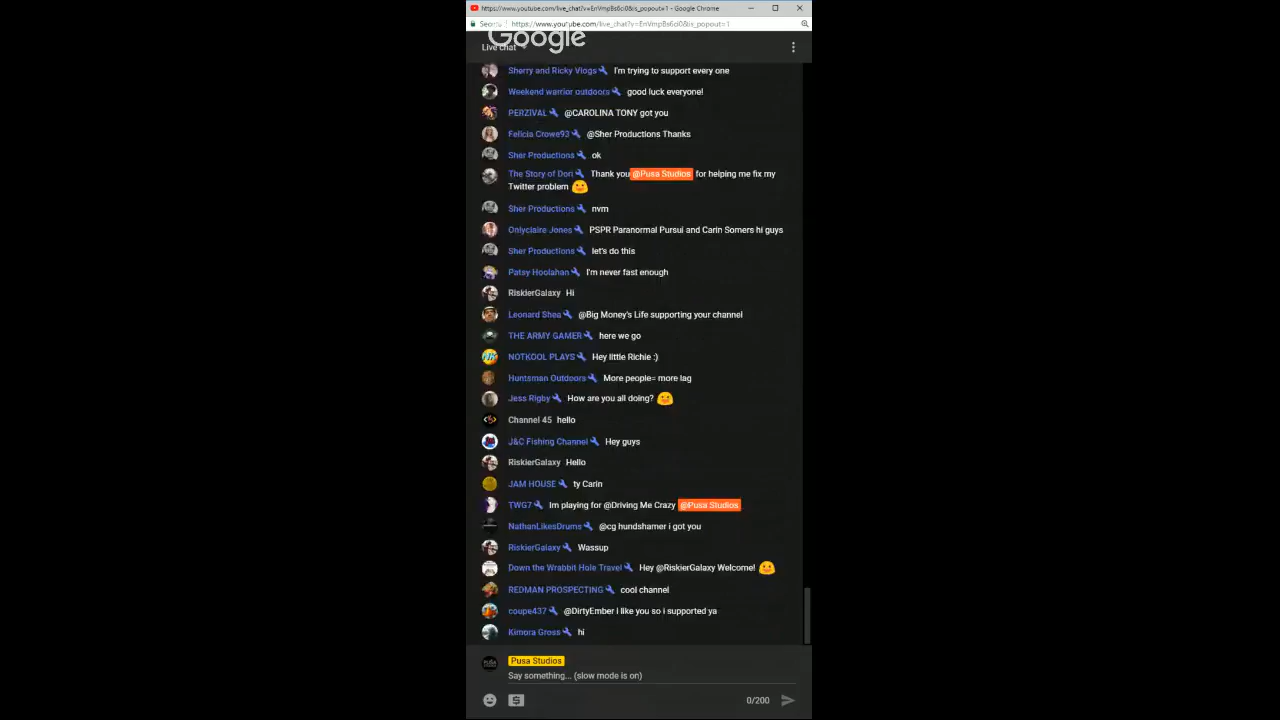 https://www.youtube.com/live_chat?v=EnVmpBs6ci0&is_popout=1 - Google Chrome
https://www.youtube.com/live_chat?v=EnVmpBs6ci0&is_popout=1
Google
Live chat
Sherry and Ricky Vlogs I'm trying to support every one
Weekend warrior outdoors good luck everyone!
PERZIVAL @CAROLINA TONY got you
Felicia Crowe93 @Sher Productions Thanks
Sher Productions ok
The Story of Dori Thank you @Pusa Studios for helping me fix my
Twitter problem
Sher Productions nvm
Onlyclaire Jones PSPR Paranormal Pursui and Carin Somers hi guys
Sher Productions let's do this
Patsy Hoolahan I'm never fast enough
RiskierGalaxy Hi
Leonard Shea @Big Money's Life supporting your channel
THE ARMY GAMER here we go
NOTKOOL PLAYS Hey little Richie :)
Huntsman Outdoors More people= more lag
Jess Rigby How are you all doing?
Channel 45 hello
J&C Fishing Channel Hey guys
RiskierGalaxy Hello
JAM HOUSE ty Carin
TWG7 Im playing for @Driving Me Crazy @Pusa Studios
NathanLikesDrums @cg hundshamer i got you
RiskierGalaxy Wassup
Down the Wrabbit Hole Travel Hey @RiskierGalaxy Welcome!
REDMAN PROSPECTING cool channel
coupe437 @DirtyEmber i like you so i supported ya
Kimora Gross hi
Pusa Studios
Say something... (slow mode is on)
0/200